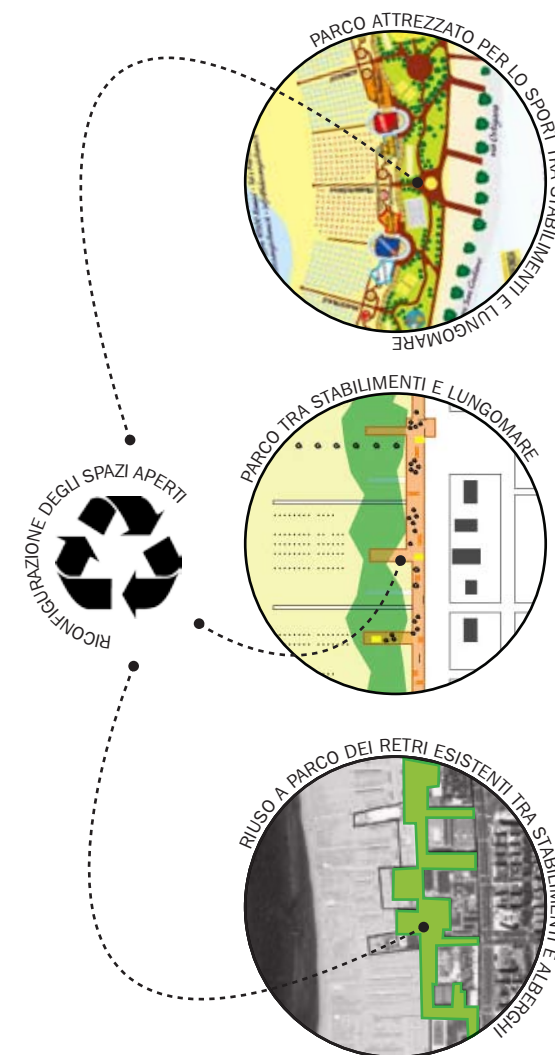 PARCO ATTREZZATO PER LO SPORT TRA STABILIMENTI E LUNGOMARE
PARCO TRA STABILIMENTI E LUNGOMARE
RICONFIGURAZIONE DEGLI SPAZI APERTI
RIUSO A PARCO DEI RETRI ESISTENTI TRA STABILIMENTI E ALBERGHI